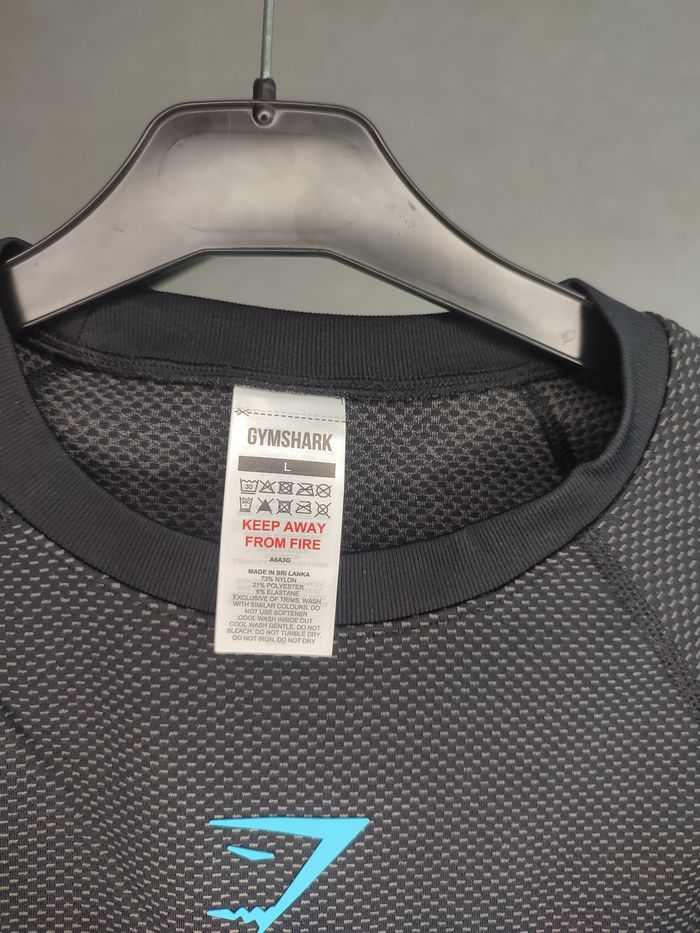 GYMSHARK
L
30
KEEP AWAY
FROM FIRE
A6A3G
MADE IN SRI LANKA
73% NYLON
21% POLYESTER
6% ELASTANE
EXCLUSIVE OF TRIMS, WASH
WITH SIMILAR COLOURS, DO
NOT USE SOFTENER
COOL WASH INSIDE OUT
COOL WASH GENTLE, DO NOT
BLEACH, DO NOT TUMBLE DRY,
DO NOT IRON, DO NOT DRY